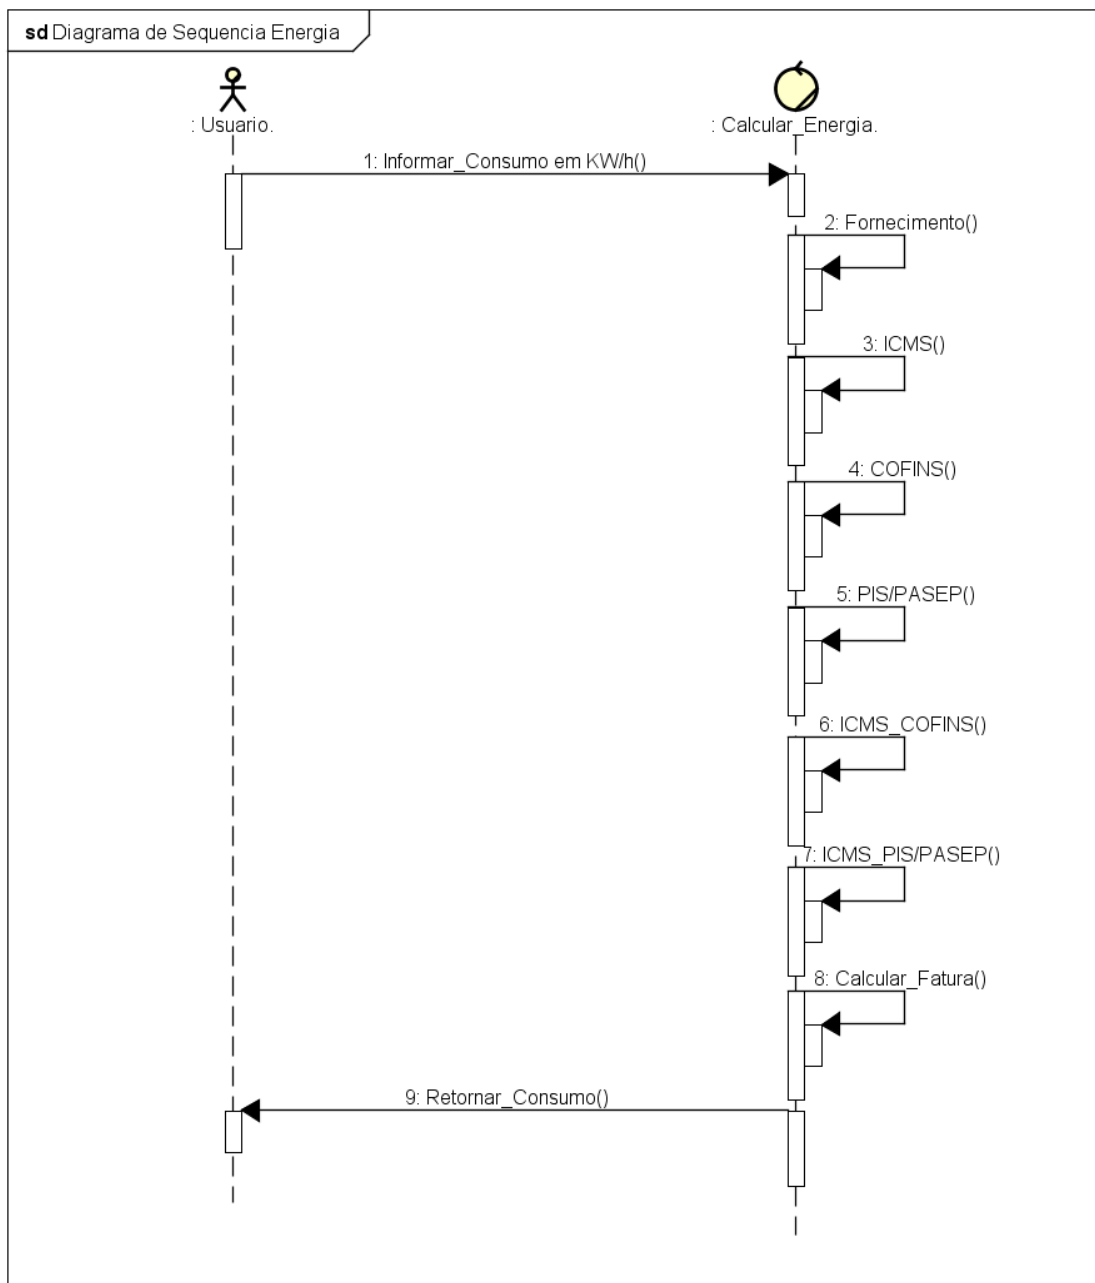 sd Diagrama de Sequencia Energia
: Usuario.
: Calcular_Energia.
1: Informar_Consumo em KW/h()
2: Fornecimento()
3: ICMS()
4: COFINS()
5: PIS/PASEP()
6: ICMS_COFINS()
7: ICMS_PIS/PASEP()
8: Calcular_Fatura()
9: Retornar_Consumo()